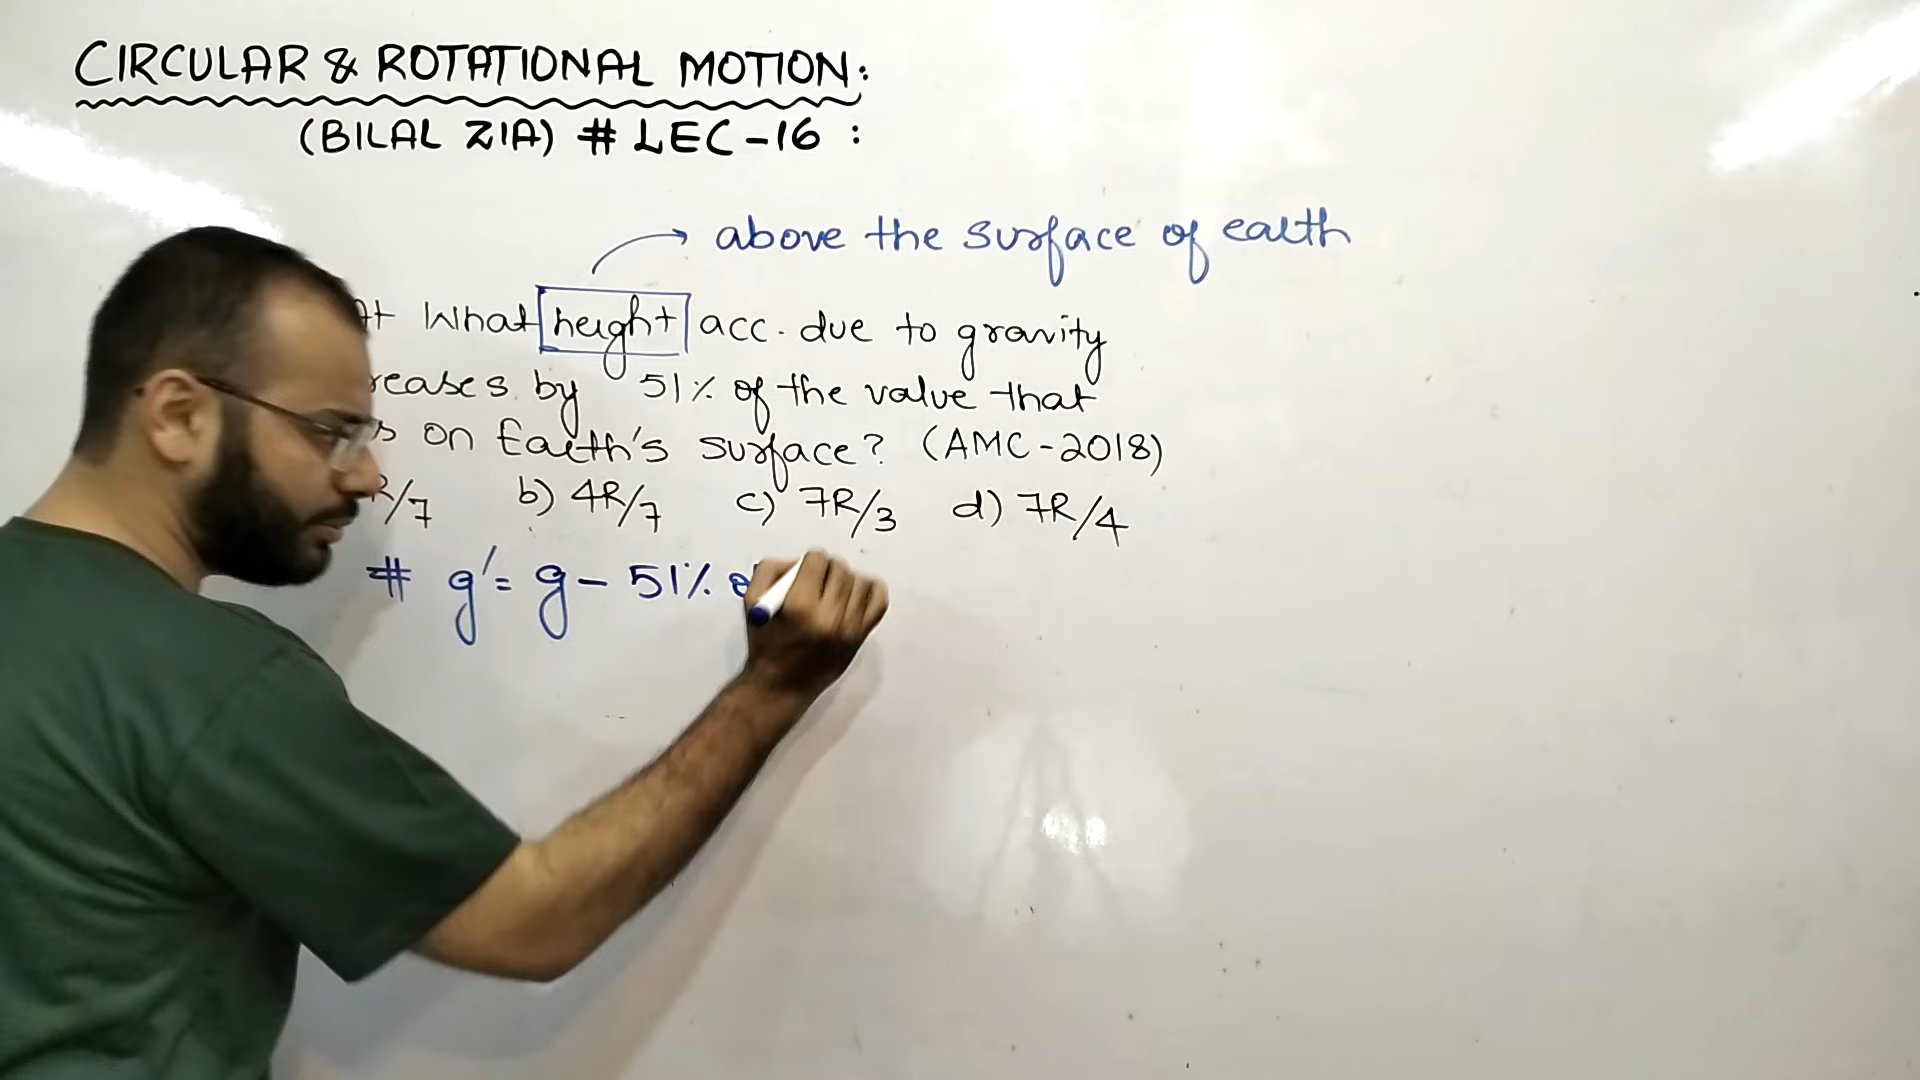 CIRCULAR & ROTATIONAL MOTION:
(BILAL ZIA) # LEC-16 :
above the surface of earth
What height acc. due to gravity
by 51% of the value that
on Earth's surface? (AMC-2018)
R/7 b) 4R/7 c) 7R/3 d) 7R/4
# g' = g - 51%